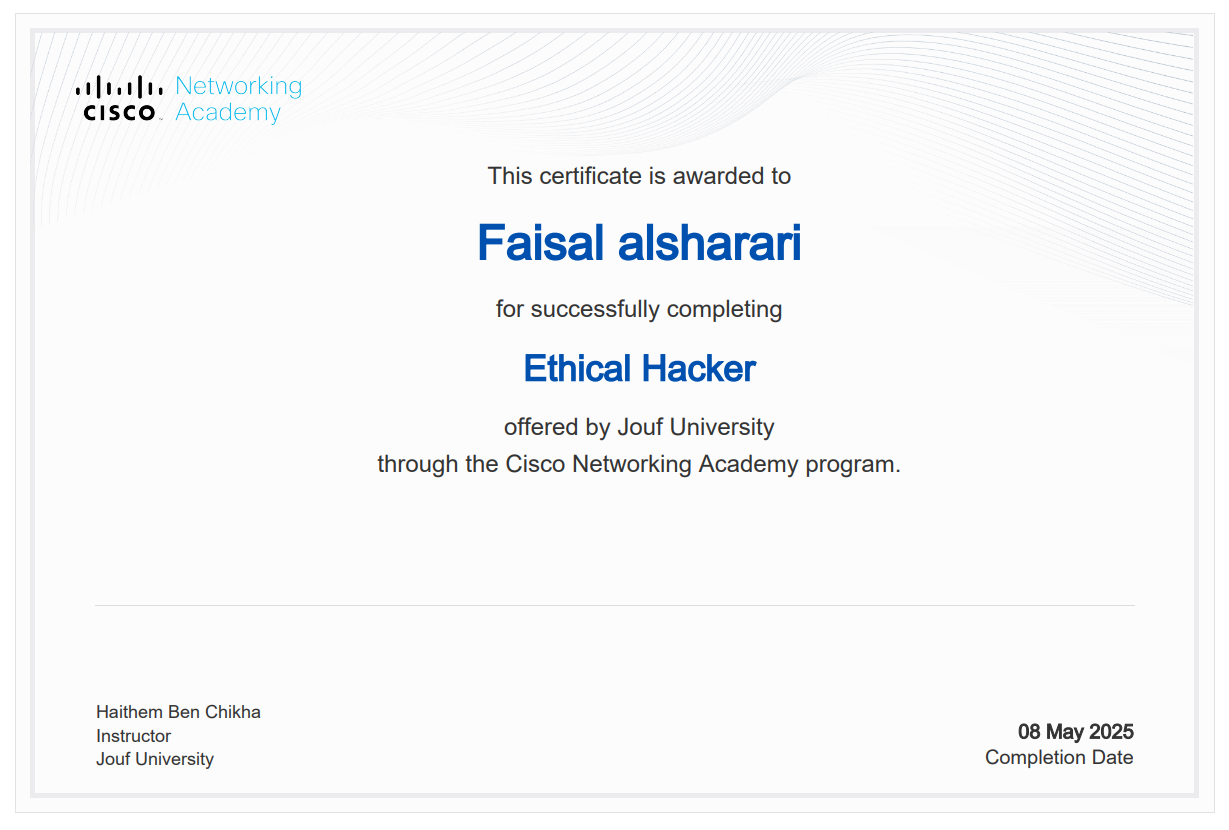 Networking
CISCO Academy
This certificate is awarded to
Faisal alsharari
for successfully completing
Ethical Hacker
offered by Jouf University
through the Cisco Networking Academy program.
Haithem Ben Chikha
Instructor
Jouf University
08 May 2025
Completion Date